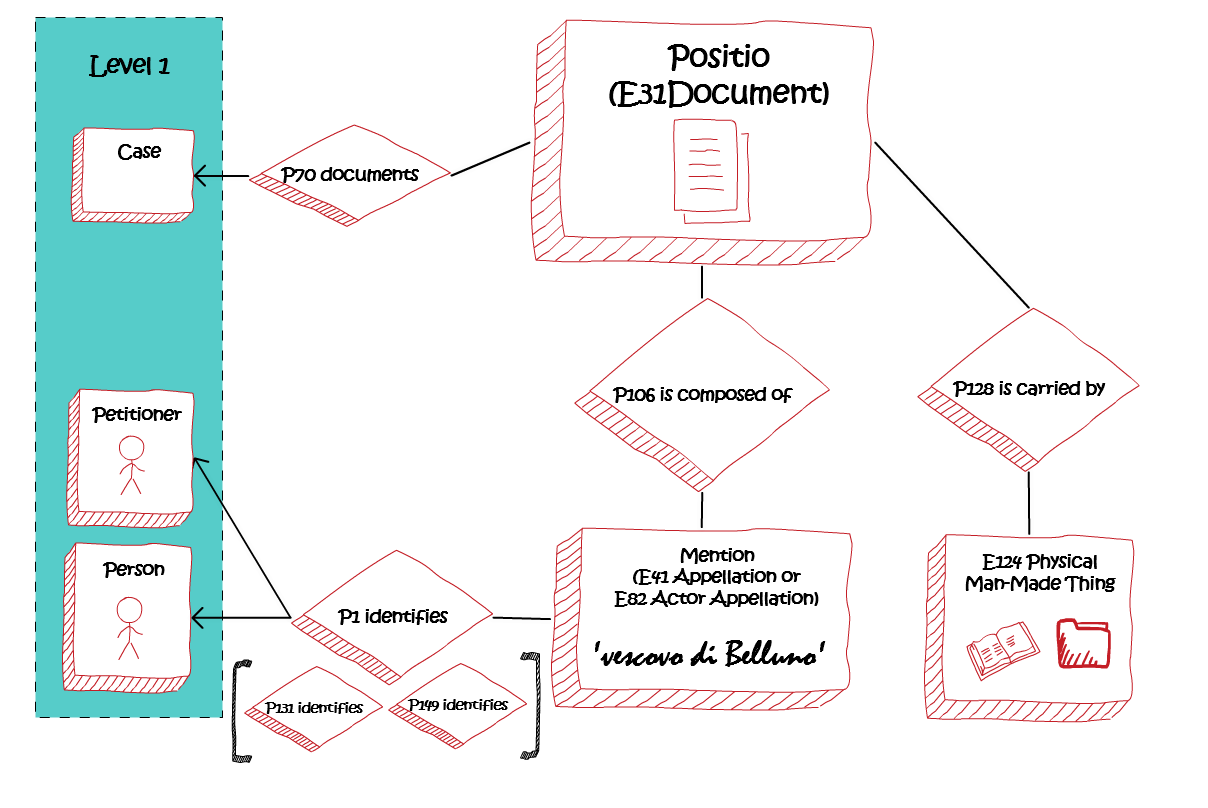 Level 1
Positio
(E31Document)
Case
P70 documents
P106 is composed of
P128 is carried by
Petitioner
Person
P1 identifies
P131 identifies
P149 identifies
Mention
(E41 Appellation or
E82 Actor Appellation)
'vescovo di Belluno'
E124 Physical
Man-Made Thing